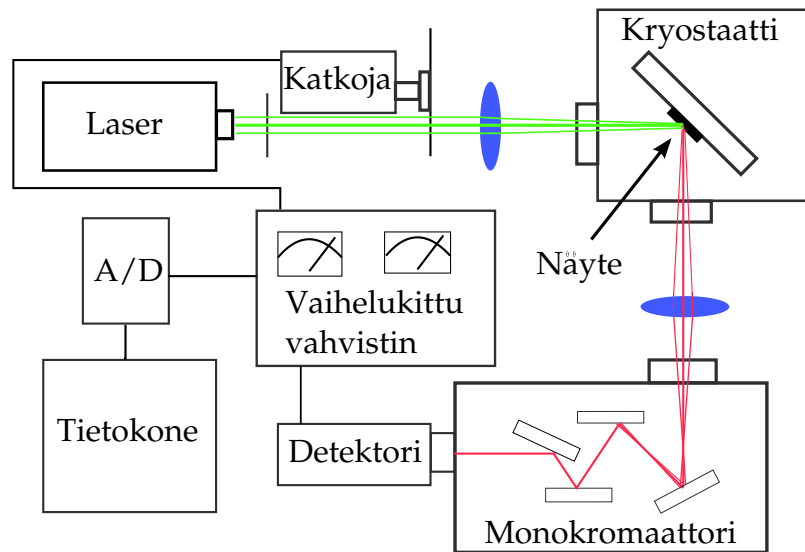 Kryostaatti
Katkoja
Laser
Näyte
A/D
Vaihelukittu
vahvistin
Tietokone
Detektori
Monokromaattori